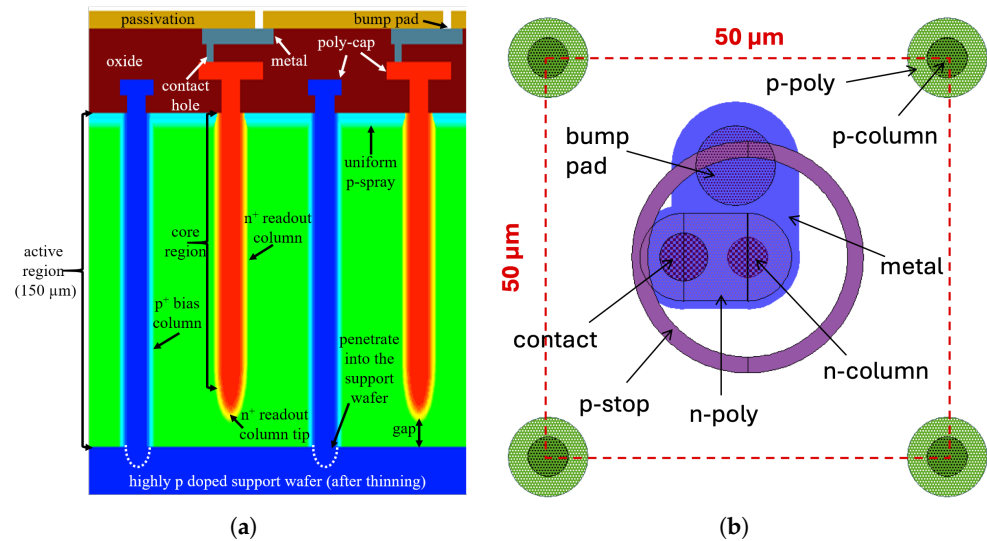 passivation
bump pad
oxide
poly-cap
metal
contact
hole
uniform
p-spray
n⁺ readout
column
core
region
active
region
(150 µm)
p⁺ bias
column
penetrate
into the
support
wafer
n⁺ readout
column tip
gap
highly p doped support wafer (after thinning)
(a)
50 µm
50 µm
p-poly
p-column
bump
pad
metal
contact
n-column
p-stop
n-poly
(b)